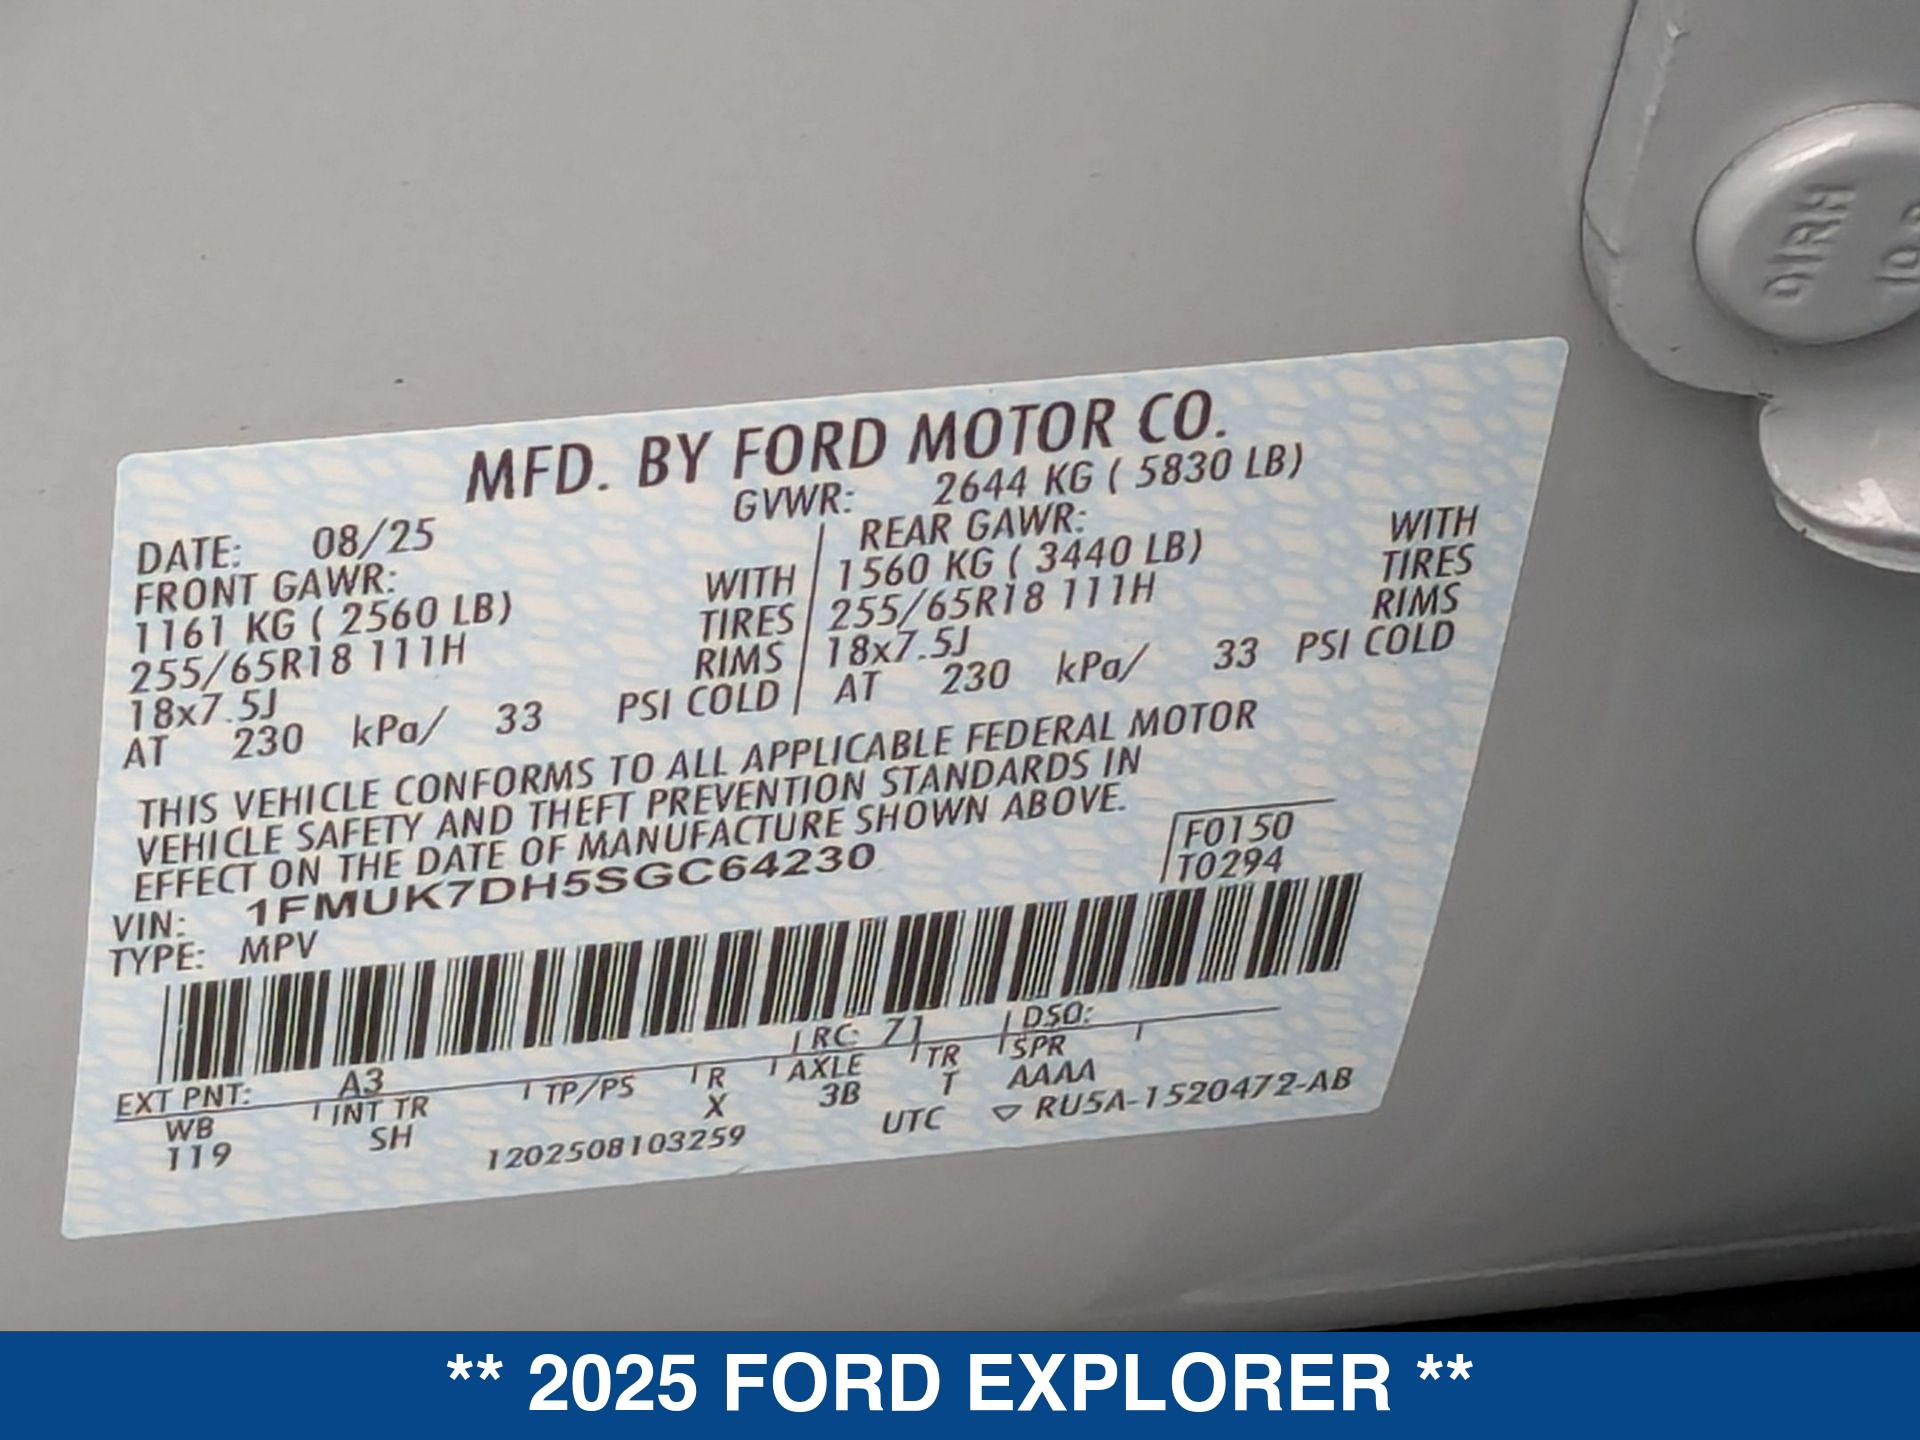 MFD. BY FORD MOTOR CO.
DATE: 08/25 GVWR: 2644 KG ( 5830 LB)
FRONT GAWR: REAR GAWR:
1161 KG ( 2560 LB) WITH 1560 KG ( 3440 LB) WITH
255/65R18 111H TIRES 255/65R18 111H TIRES
18x7.5J RIMS 18x7.5J RIMS
AT 230 kPa/ 33 PSI COLD AT 230 kPa/ 33 PSI COLD
THIS VEHICLE CONFORMS TO ALL APPLICABLE FEDERAL MOTOR
VEHICLE SAFETY AND THEFT PREVENTION STANDARDS IN
EFFECT ON THE DATE OF MANUFACTURE SHOWN ABOVE.
F0150
T0294
VIN: 1FMUK7DH5SGC64230
TYPE: MPV
EXT PNT: A3 RC: 71 DSO:
WB INT TR TP/PS R AXLE TR SPR
119 SH X 3B T AAAA
1202508103259 UTC ▽ RU5A-1520472-AB
** 2025 FORD EXPLORER **